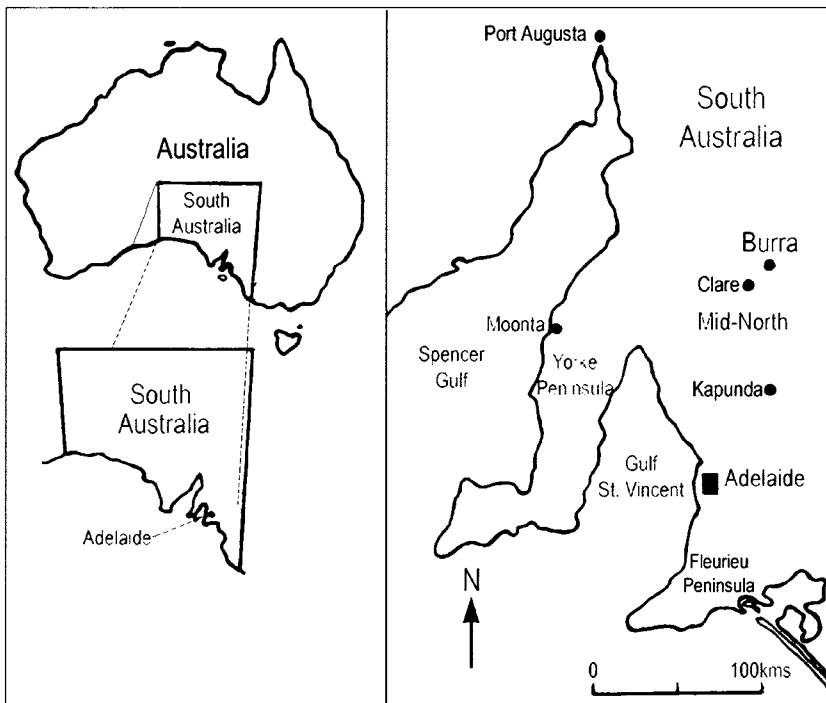 Australia
South
Australia
South
Australia
Adelaide
Port Augusta
South
Australia
Burra
Clare
Mid-North
Moonta
Spencer
Gulf
Yorke
Peninsula
Kapunda
Gulf
St. Vincent
Adelaide
Fleurieu
Peninsula
N
0 100kms